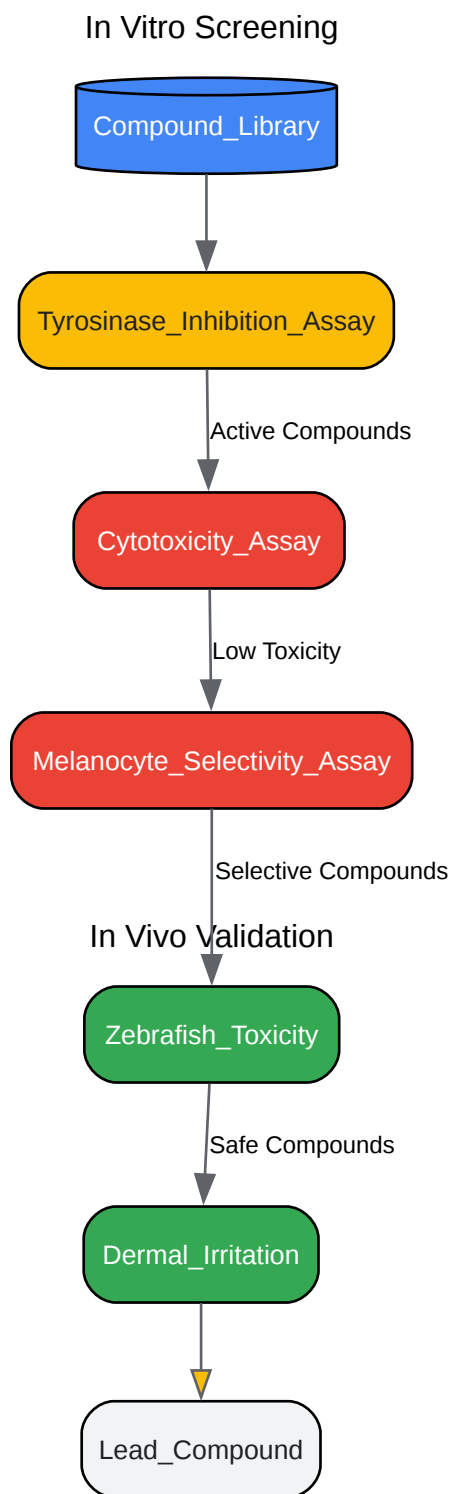 In Vitro Screening
Compound_Library
Tyrosinase_Inhibition_Assay
Active Compounds
Cytotoxicity_Assay
Low Toxicity
Melanocyte_Selectivity_Assay
Selective Compounds
In Vivo Validation
Zebrafish_Toxicity
Safe Compounds
Dermal_Irritation
Lead_Compound